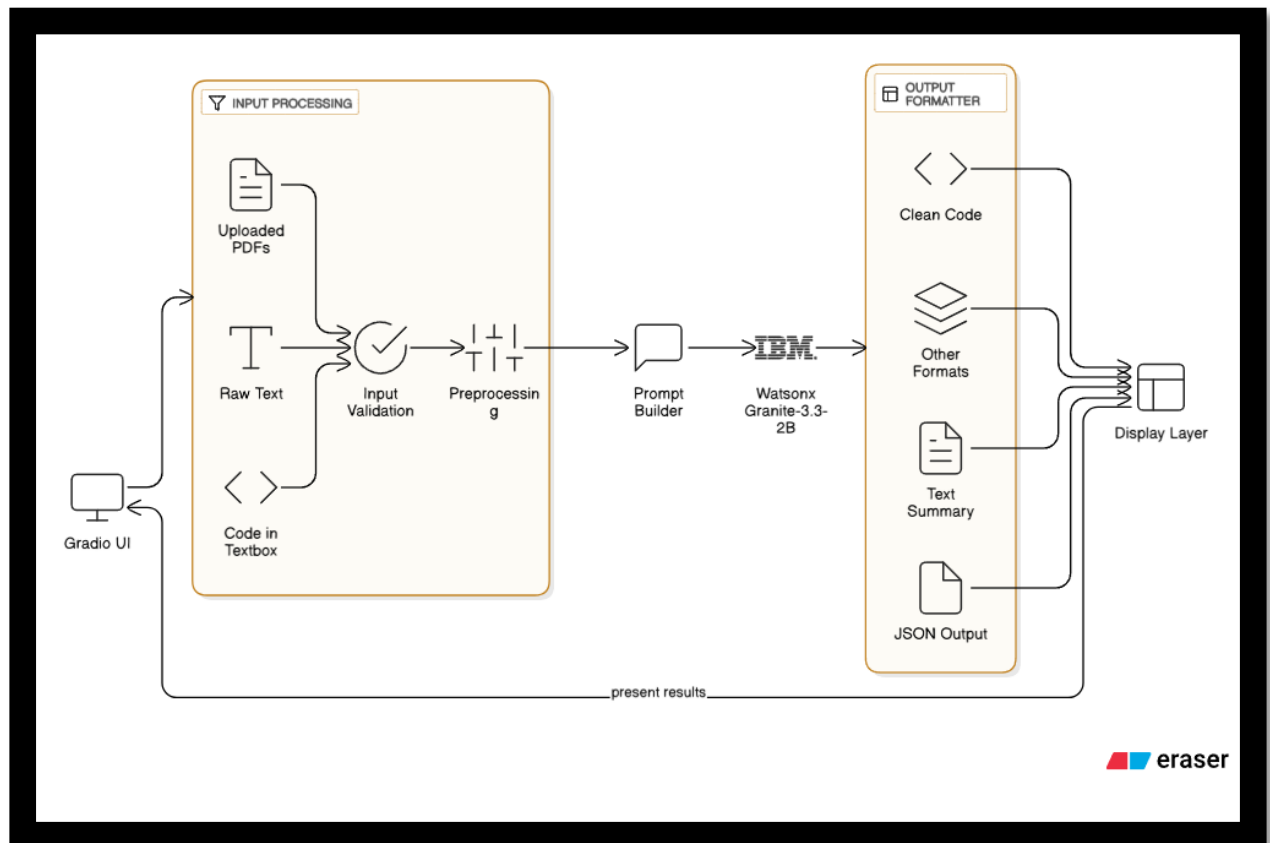 INPUT PROCESSING
Uploaded
PDFs
Raw Text
Code in
Textbox
Input
Validation
Preprocessin
g
Gradio UI
Prompt
Builder
IBM.
Watsonx
Granite-3.3-
2B
OUTPUT
FORMATTER
Clean Code
Other
Formats
Text
Summary
JSON Output
Display Layer
present results
eraser